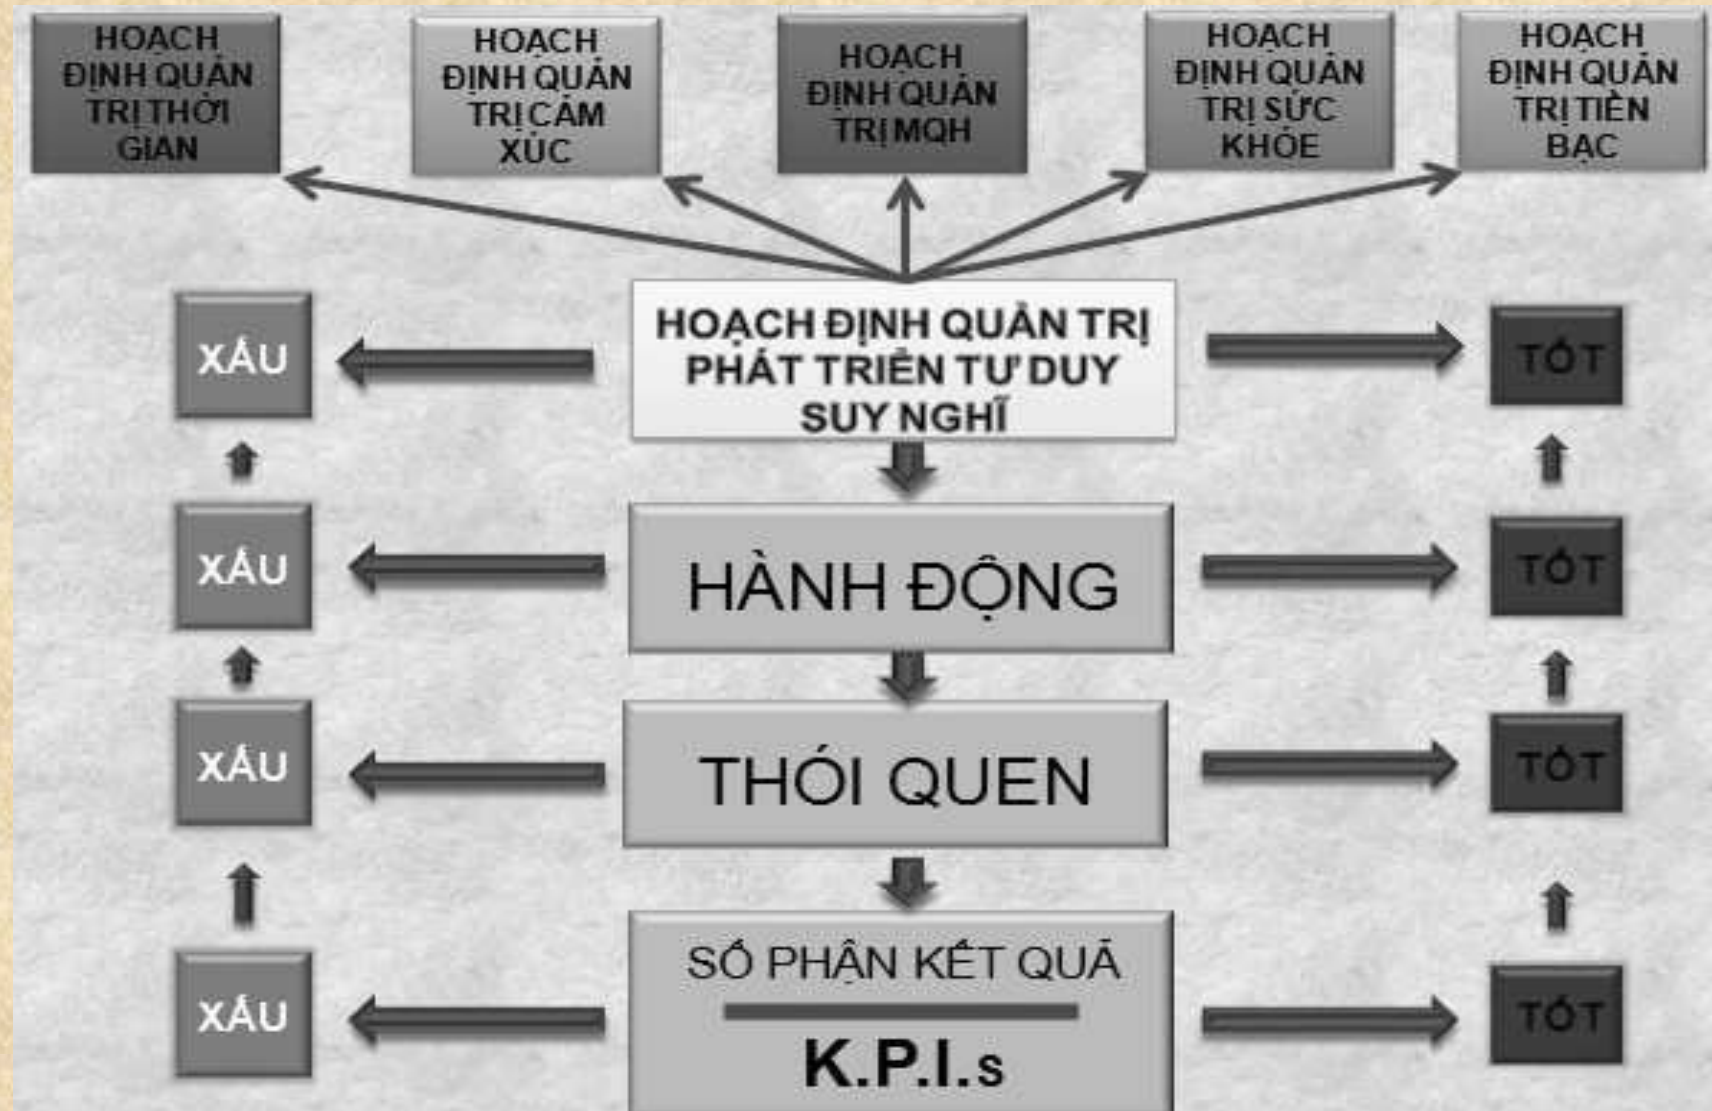 HOẠCH
ĐỊNH QUẢN
TRỊ THỜI
GIAN
HOẠCH
ĐỊNH QUẢN
TRỊ CẢM
XÚC
HOẠCH
ĐỊNH QUẢN
TRỊ MQH
HOẠCH
ĐỊNH QUẢN
TRỊ SỨC
KHỎE
HOẠCH
ĐỊNH QUẢN
TRỊ TIỀN
BẠC
XẤU
HOẠCH ĐỊNH QUẢN TRỊ
PHÁT TRIỂN TƯ DUY
SUY NGHĨ
TỐT
XẤU
HÀNH ĐỘNG
TỐT
XẤU
THÓI QUEN
TỐT
XẤU
SỐ PHẬN KẾT QUẢ
K.P.I.s
TỐT